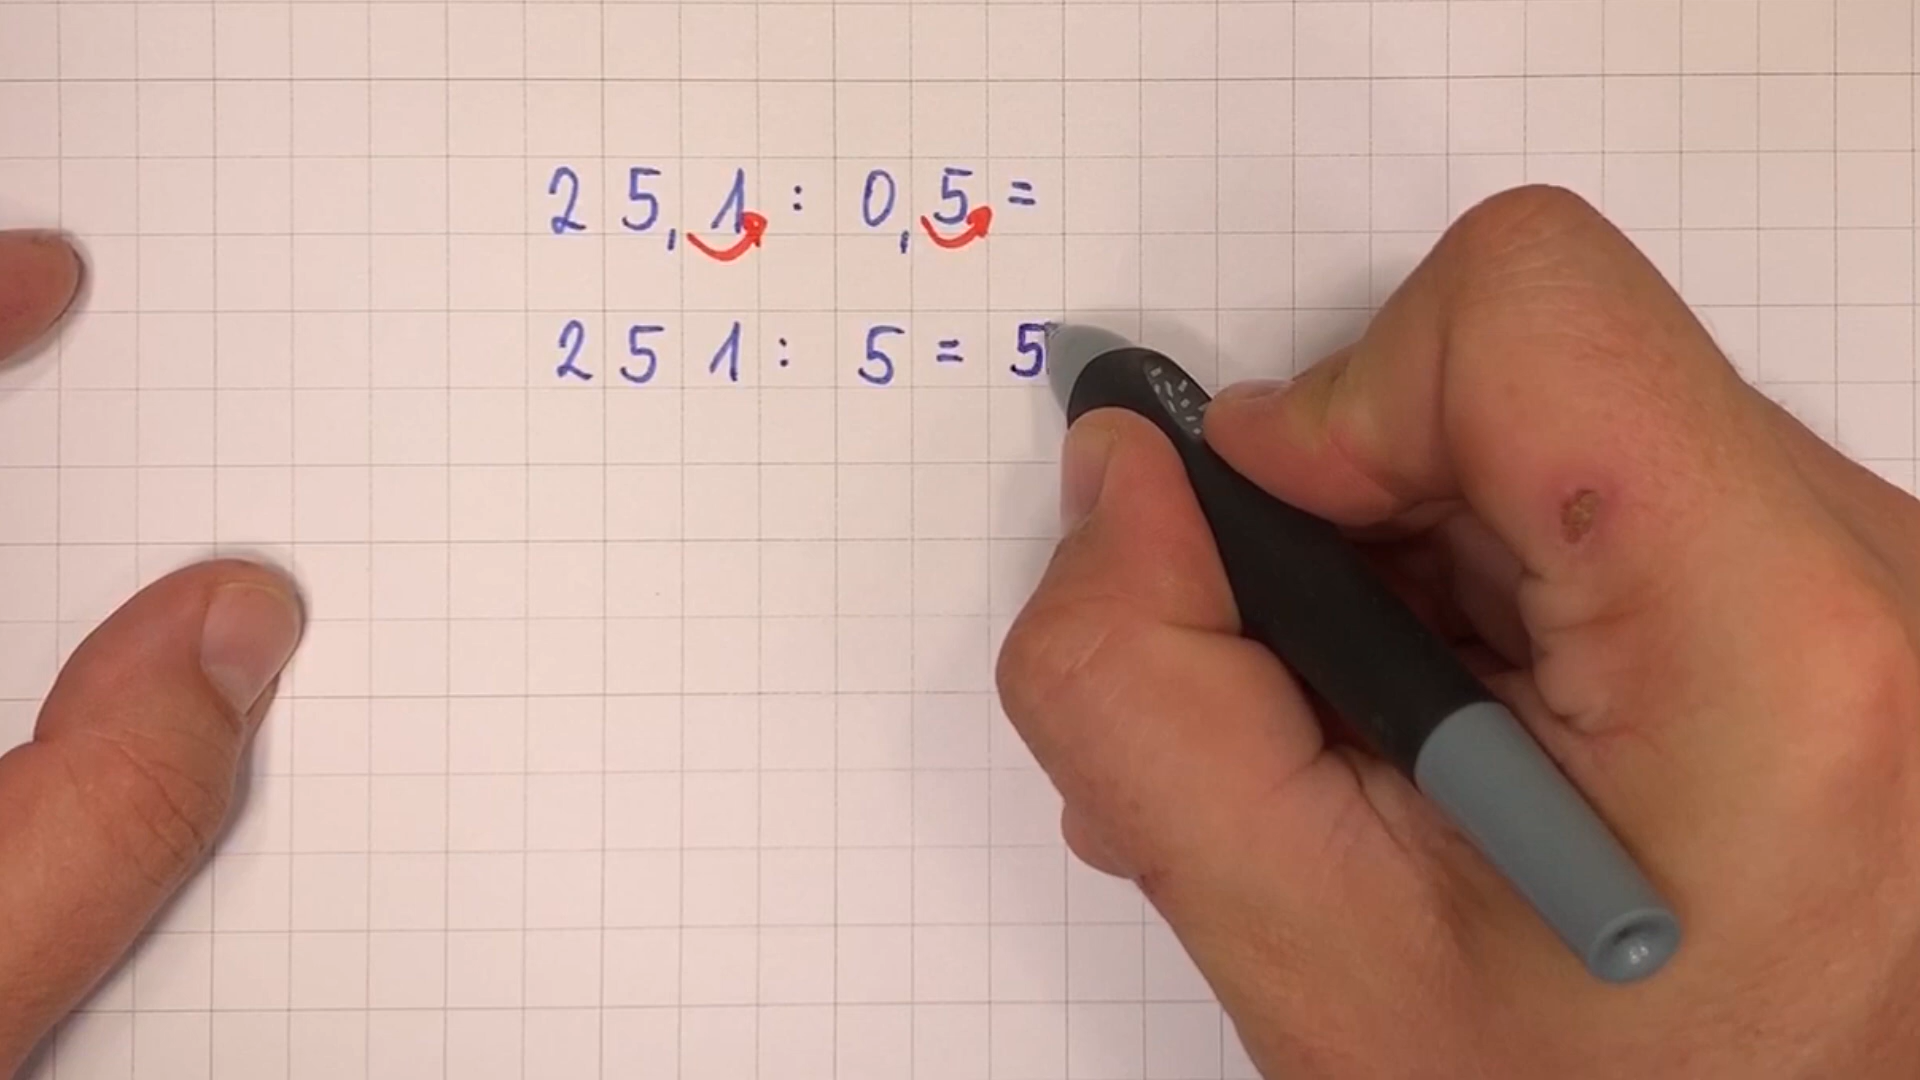 25,1 : 0,5 =
251 : 5 = 5